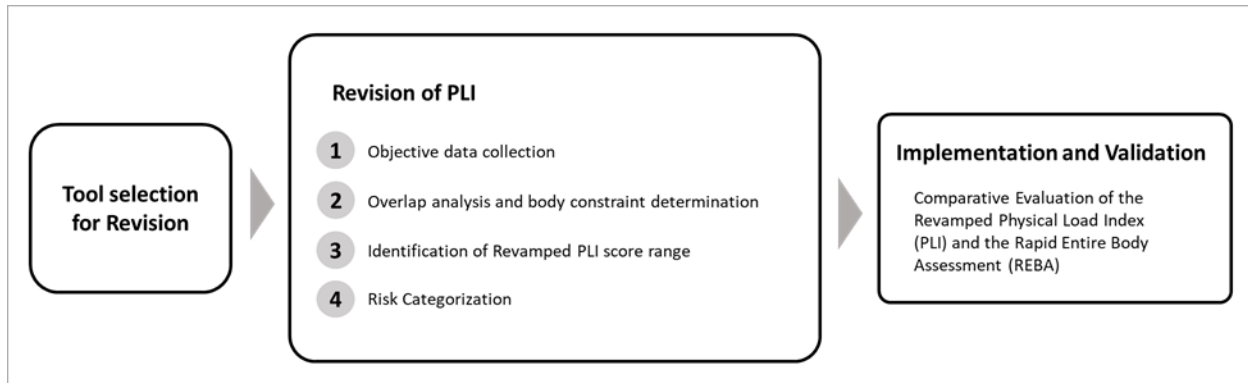 Tool selection
for Revision
Revision of PLI
1 Objective data collection
2 Overlap analysis and body constraint determination
3 Identification of Revamped PLI score range
4 Risk Categorization
Implementation and Validation
Comparative Evaluation of the
Revamped Physical Load Index
(PLI) and the Rapid Entire Body
Assessment (REBA)